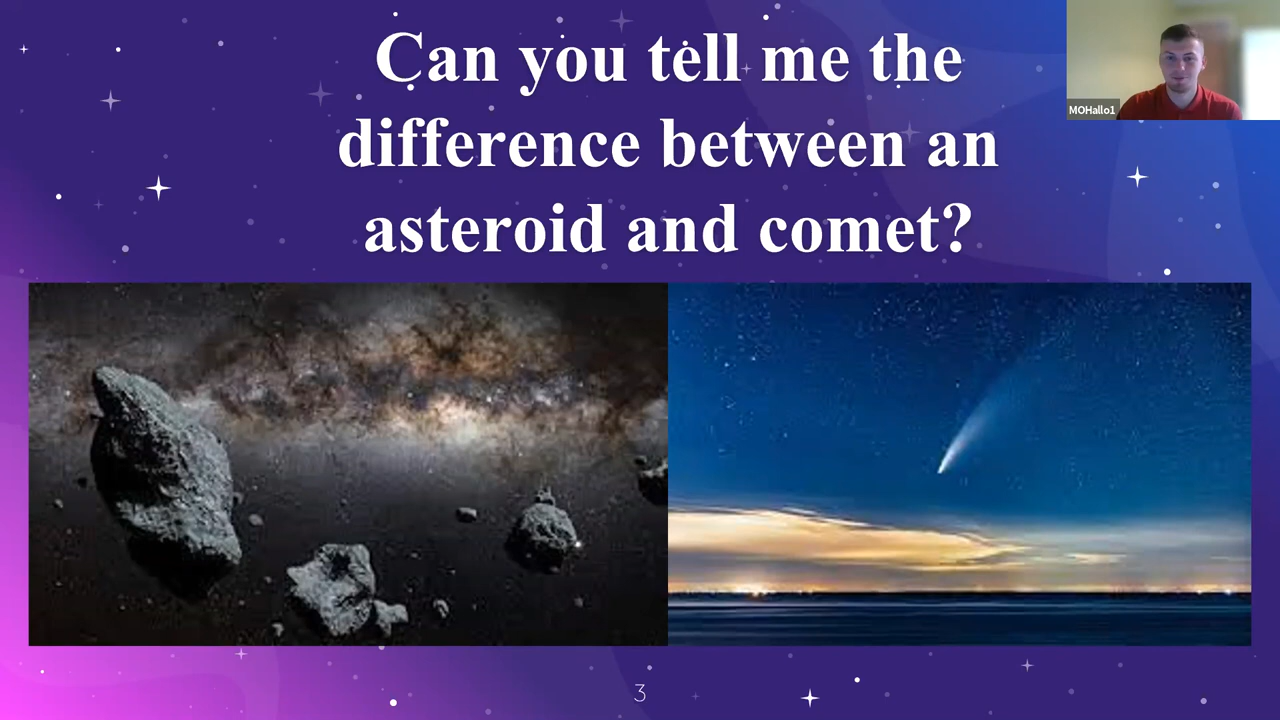 Can you tell me the
difference between an
asteroid and comet?
MOHallo1
3